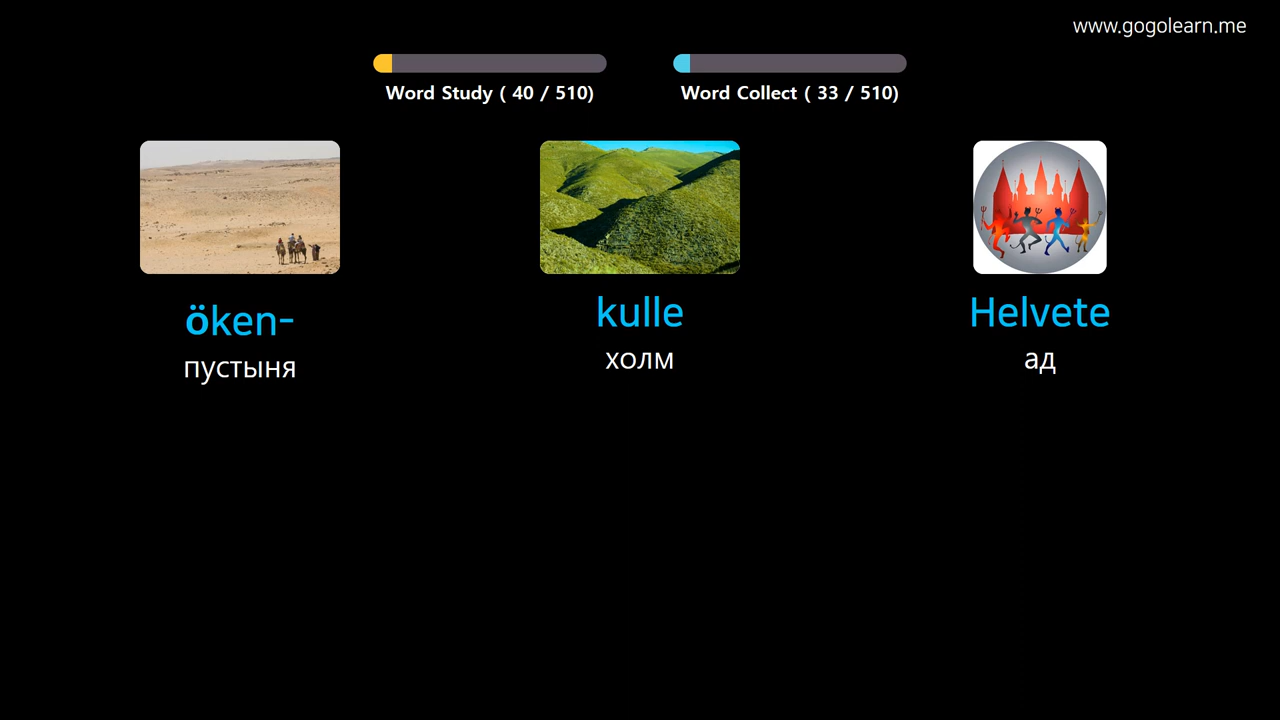 www.gogolearn.me
Word Study ( 40 / 510)
Word Collect ( 33 / 510)
öken-
пустыня
kulle
холм
Helvete
ад